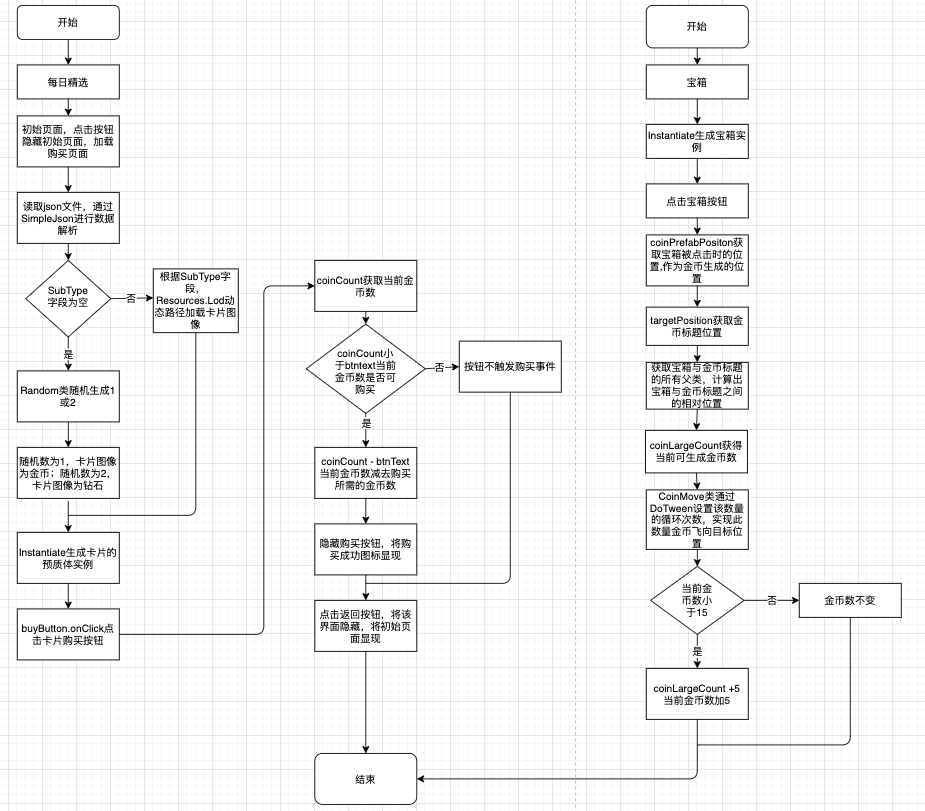 开始
每日精选
初始页面，点击按钮
隐藏初始页面，加载
购买页面
读取json文件，通过
SimpleJson进行数据
解析
SubType
字段为空
否
根据SubType字
段，
Resources.Lod动
态路径加载卡片图
像
是
Random类随机生成1
或2
随机数为1，卡片图像
为金币；随机数为2，
卡片图像为钻石
Instantiate生成卡片的
预质体实例
buyButton.onClick点
击卡片购买按钮
coinCount获取当前金
币数
coinCount小
于btntext当前
金币数是否可
购买
否
按钮不触发购买事件
是
coinCount - btnText
当前金币数减去购买
所需的金币数
隐藏购买按钮，将购
买成功图标显现
点击返回按钮，将该
界面隐藏，将初始页
面显现
结束
开始
宝箱
Instantiate生成宝箱实
例
点击宝箱按钮
coinPrefabPositon获
取宝箱被点击时的位
置,作为金币生成的位
置
targetPosition获取金
币标题位置
获取宝箱与金币标题
的所有父类，计算出
宝箱与金币标题之间
的相对位置
coinLargeCount获得
当前可生成金币数
CoinMove类通过
DoTween设置该数量
的循环次数，实现此
数量金币飞向目标位
置
当前金
币数小
于15
否
金币数不变
是
coinLargeCount +5
当前金币数加5